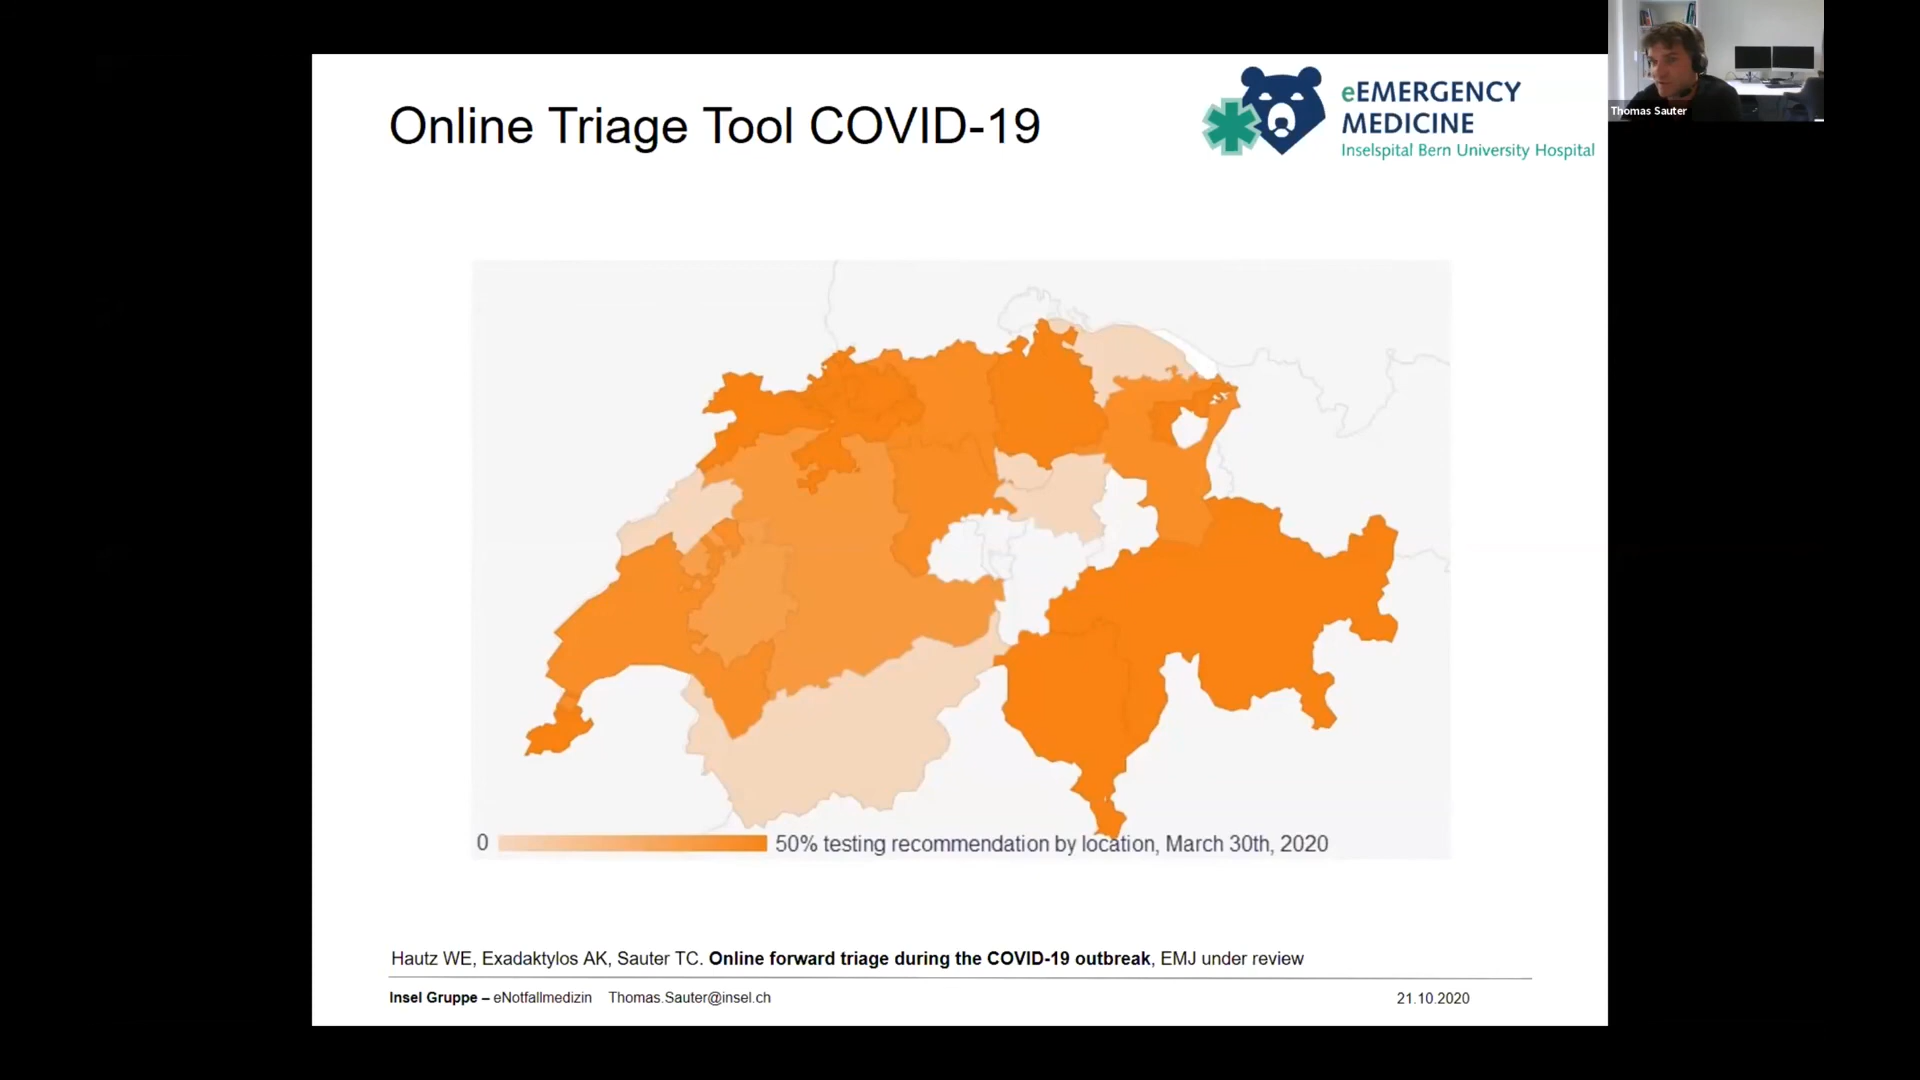 Online Triage Tool COVID-19
eEMERGENCY
MEDICINE
Inselspital Bern University Hospital
Thomas Sauter
0
50% testing recommendation by location, March 30th, 2020
Hautz WE, Exadaktylos AK, Sauter TC. Online forward triage during the COVID-19 outbreak, EMJ under review
Insel Gruppe – eNotfallmedizin Thomas.Sauter@insel.ch
21.10.2020